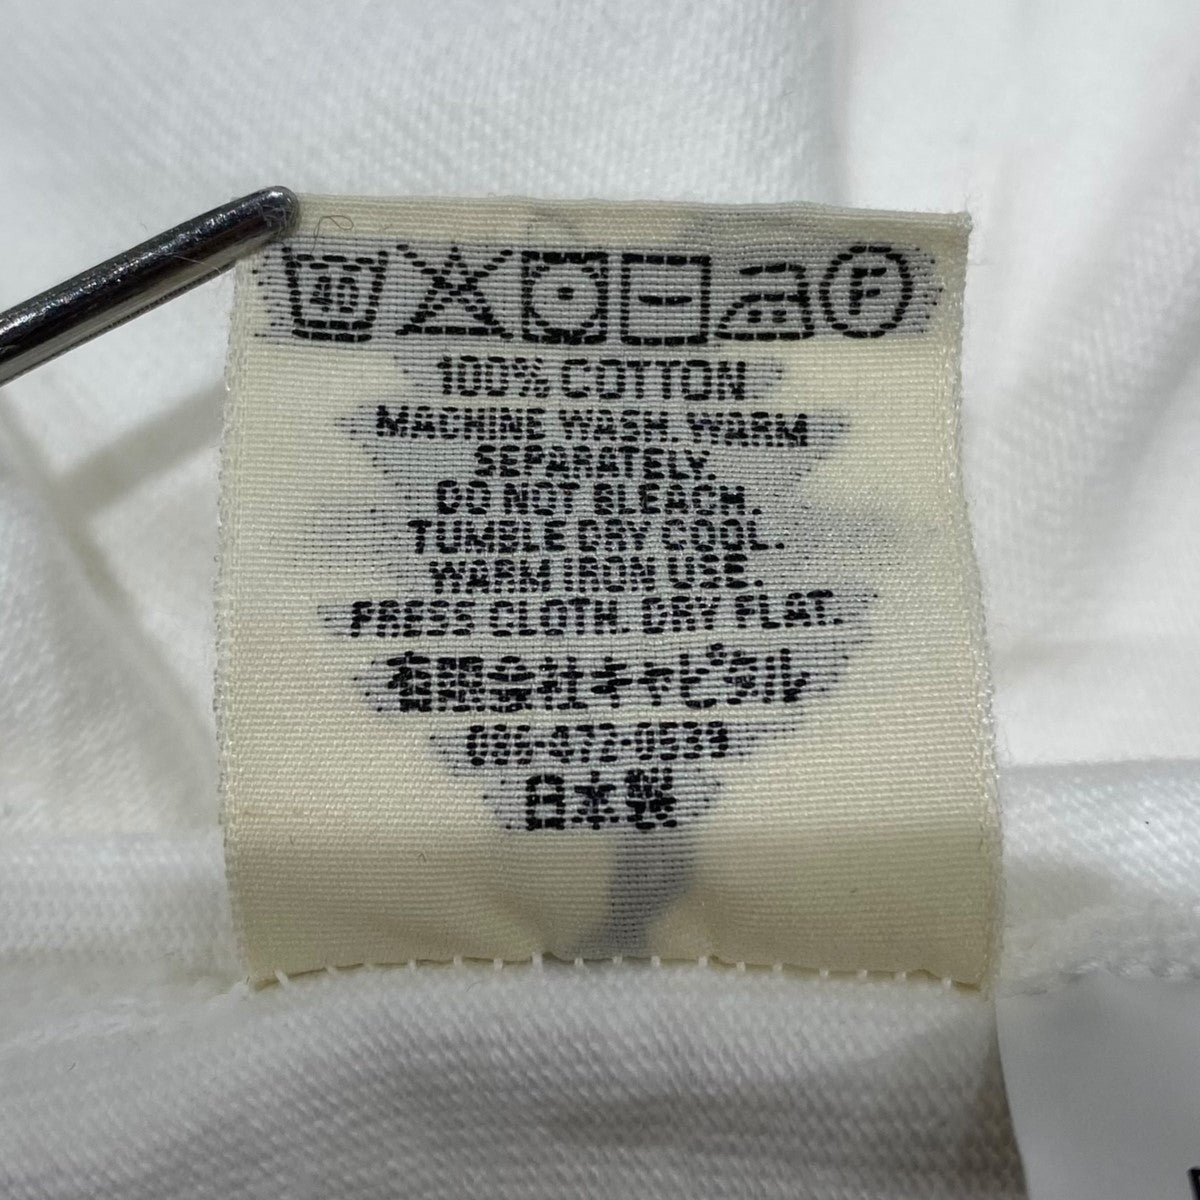 40
F
100% COTTON
MACHINE WASH. WARM
SEPARATELY.
DO NOT BLEACH.
TUMBLE DRY COOL.
WARM IRON USE.
PRESS CLOTH. DRY FLAT.
有限会社キャピタル
086-472-0539
日本製